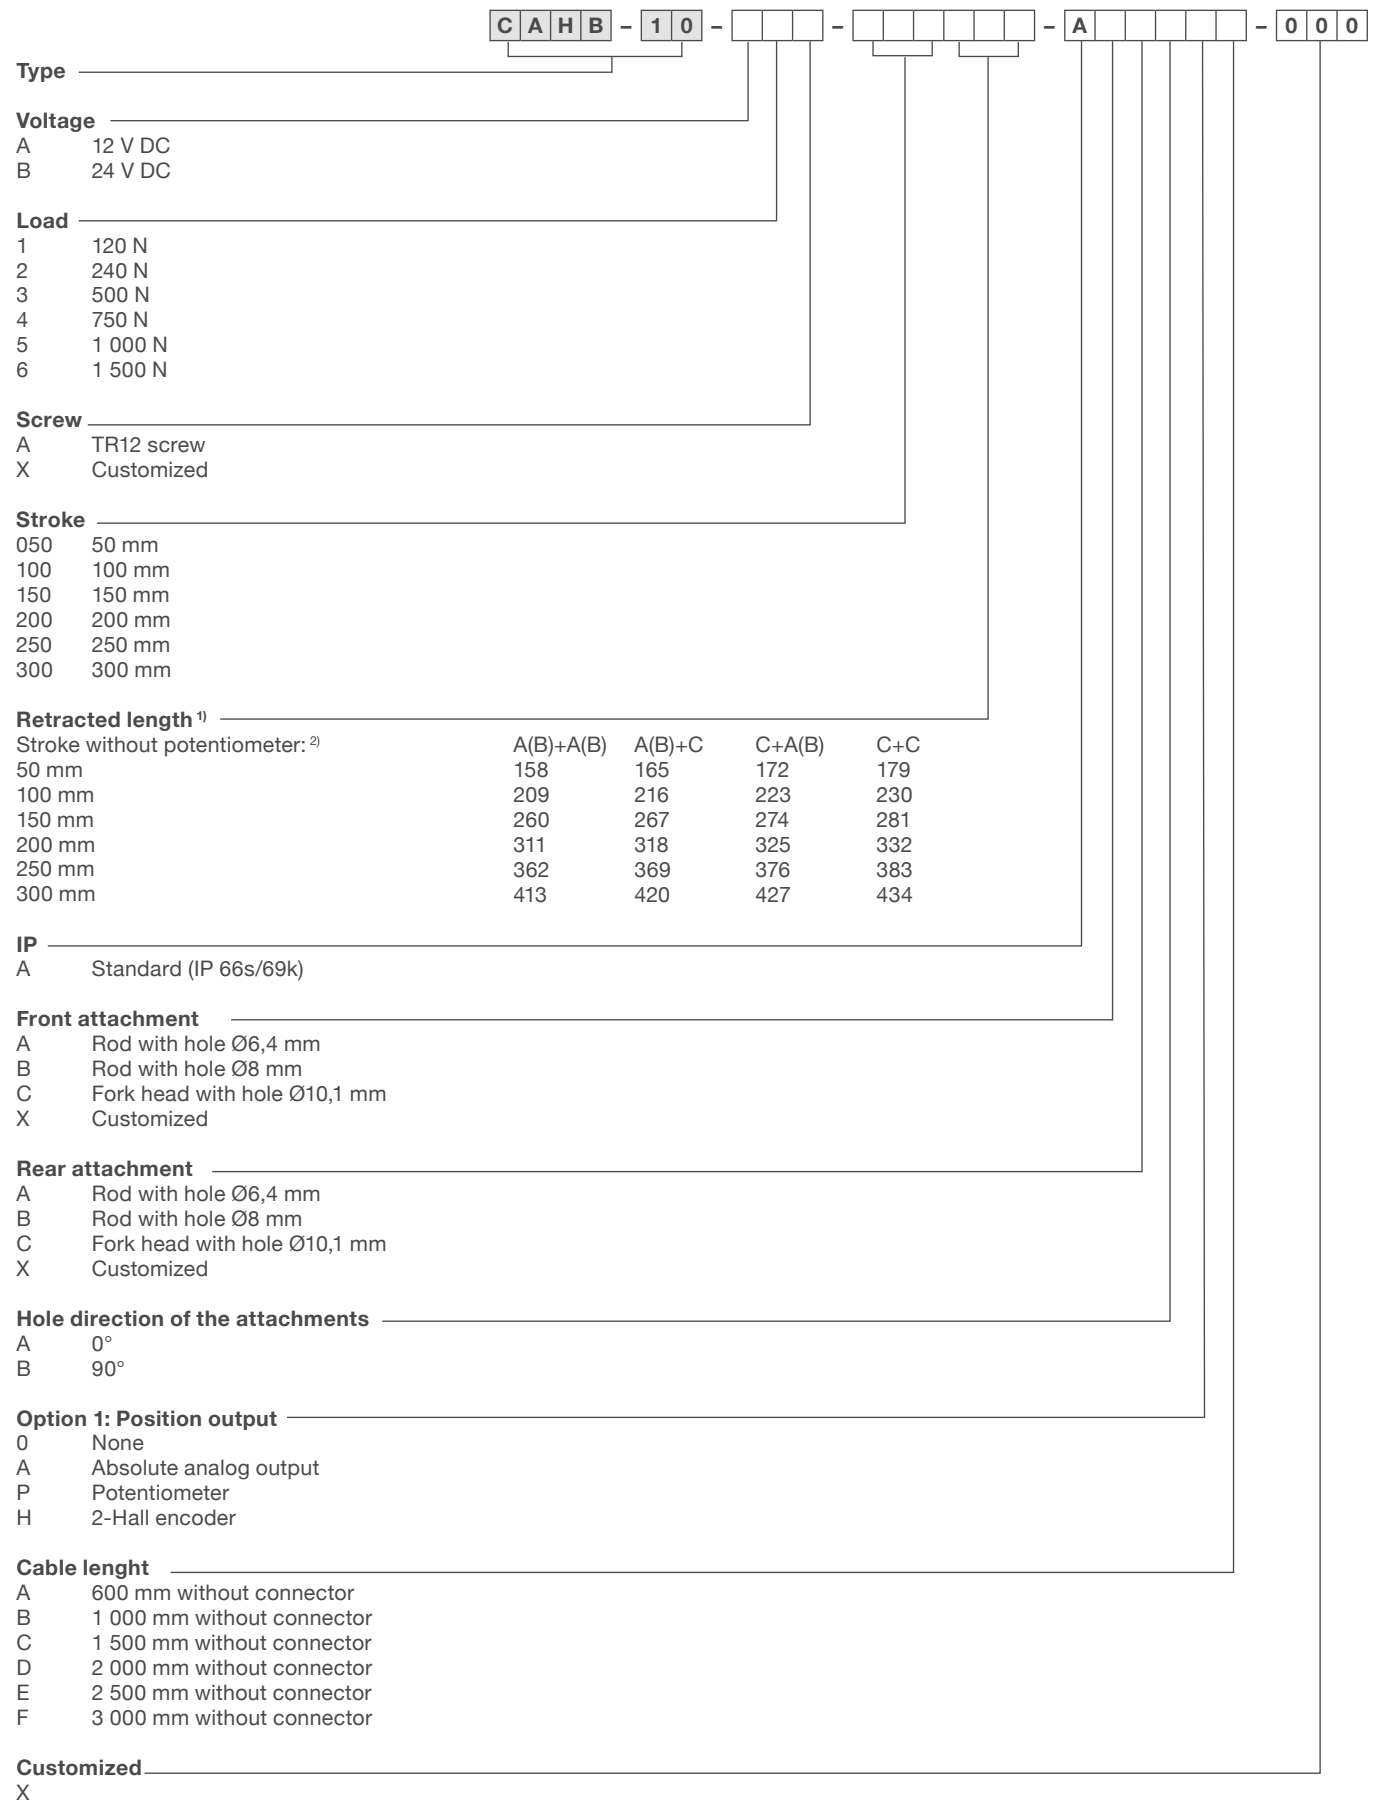 CAHB – 10 – – – A – 000
Type
Voltage
A 12 V DC
B 24 V DC
Load
1 120 N
2 240 N
3 500 N
4 750 N
5 1 000 N
6 1 500 N
Screw
A TR12 screw
X Customized
Stroke
050 50 mm
100 100 mm
150 150 mm
200 200 mm
250 250 mm
300 300 mm
Retracted length 1)
Stroke without potentiometer: 2) A(B)+A(B) A(B)+C C+A(B) C+C
50 mm 158 165 172 179
100 mm 209 216 223 230
150 mm 260 267 274 281
200 mm 311 318 325 332
250 mm 362 369 376 383
300 mm 413 420 427 434
IP
A Standard (IP 66s/69k)
Front attachment
A Rod with hole Ø6,4 mm
B Rod with hole Ø8 mm
C Fork head with hole Ø10,1 mm
X Customized
Rear attachment
A Rod with hole Ø6,4 mm
B Rod with hole Ø8 mm
C Fork head with hole Ø10,1 mm
X Customized
Hole direction of the attachments
A 0°
B 90°
Option 1: Position output
0 None
A Absolute analog output
P Potentiometer
H 2-Hall encoder
Cable lenght
A 600 mm without connector
B 1 000 mm without connector
C 1 500 mm without connector
D 2 000 mm without connector
E 2 500 mm without connector
F 3 000 mm without connector
Customized
X